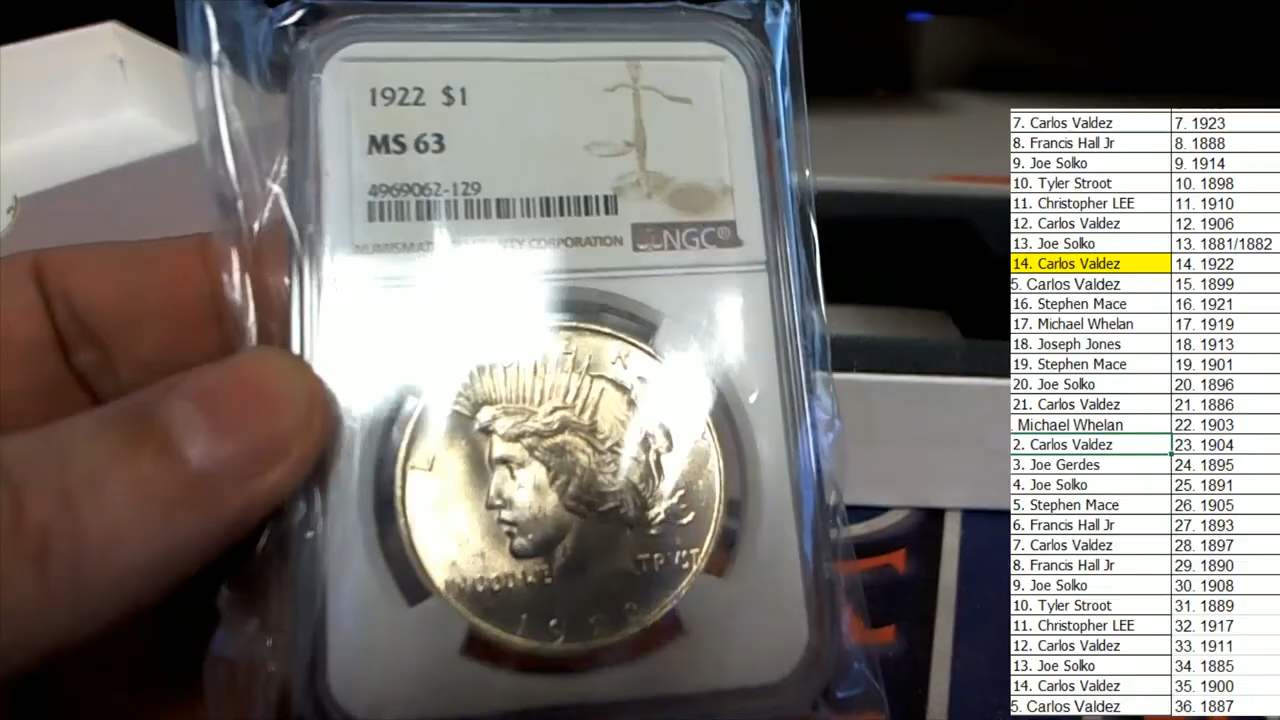 1922 $1
MS 63
4969062-129
CORPORATION
NGC®
TRVST
7. Carlos Valdez 7. 1923
8. Francis Hall Jr 8. 1888
9. Joe Solko 9. 1914
10. Tyler Stroot 10. 1898
11. Christopher LEE 11. 1910
12. Carlos Valdez 12. 1906
13. Joe Solko 13. 1881/1882
14. Carlos Valdez 14. 1922
5. Carlos Valdez 15. 1899
16. Stephen Mace 16. 1921
17. Michael Whelan 17. 1919
18. Joseph Jones 18. 1913
19. Stephen Mace 19. 1901
20. Joe Solko 20. 1896
21. Carlos Valdez 21. 1886
. Michael Whelan 22. 1903
2. Carlos Valdez 23. 1904
3. Joe Gerdes 24. 1895
4. Joe Solko 25. 1891
5. Stephen Mace 26. 1905
6. Francis Hall Jr 27. 1893
7. Carlos Valdez 28. 1897
8. Francis Hall Jr 29. 1890
9. Joe Solko 30. 1908
10. Tyler Stroot 31. 1889
11. Christopher LEE 32. 1917
12. Carlos Valdez 33. 1911
13. Joe Solko 34. 1885
14. Carlos Valdez 35. 1900
5. Carlos Valdez 36. 1887